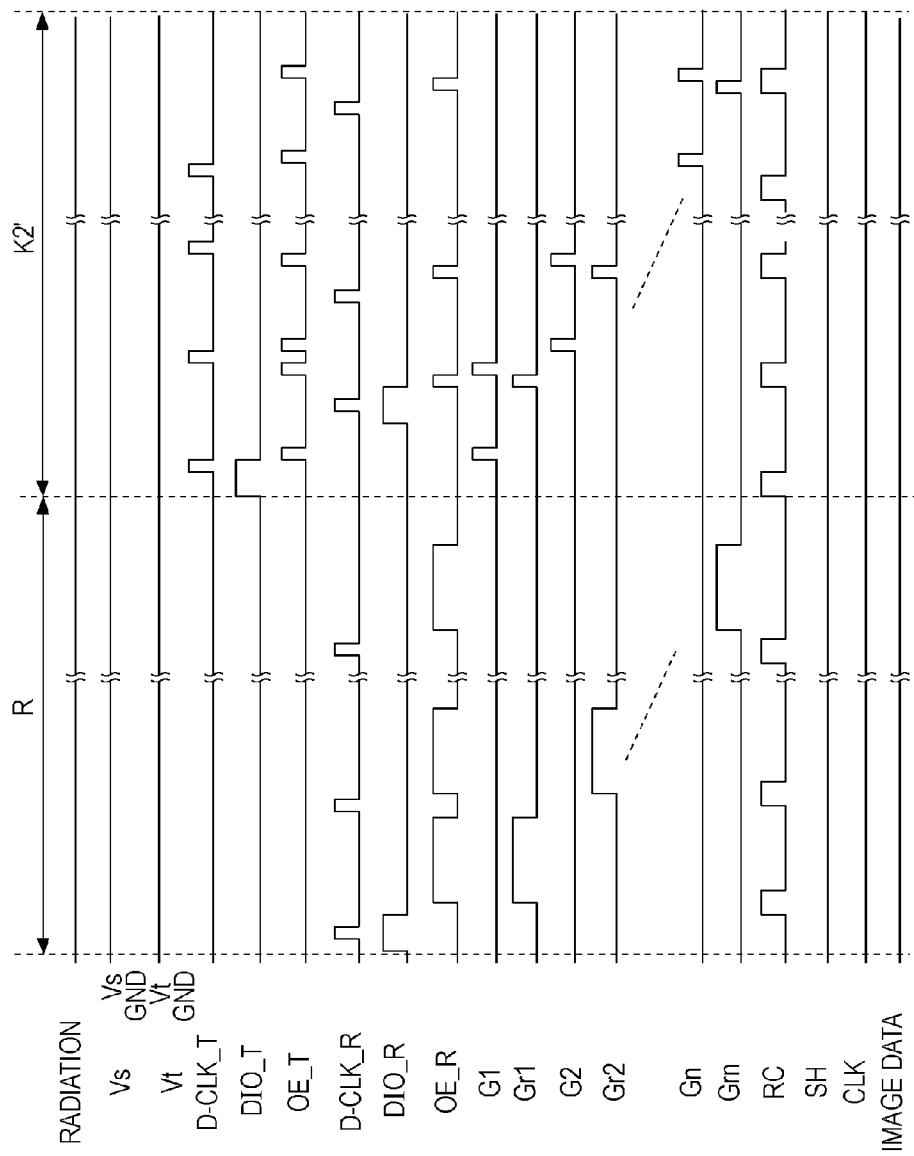 R
K2'
RADIATION
Vs
Vs
GND
Vt
Vt
GND
D-CLK_T
DIO_T
OE_T
D-CLK_R
DIO_R
OE_R
G1
Gr1
G2
Gr2
Gn
Grn
RC
SH
CLK
IMAGE DATA